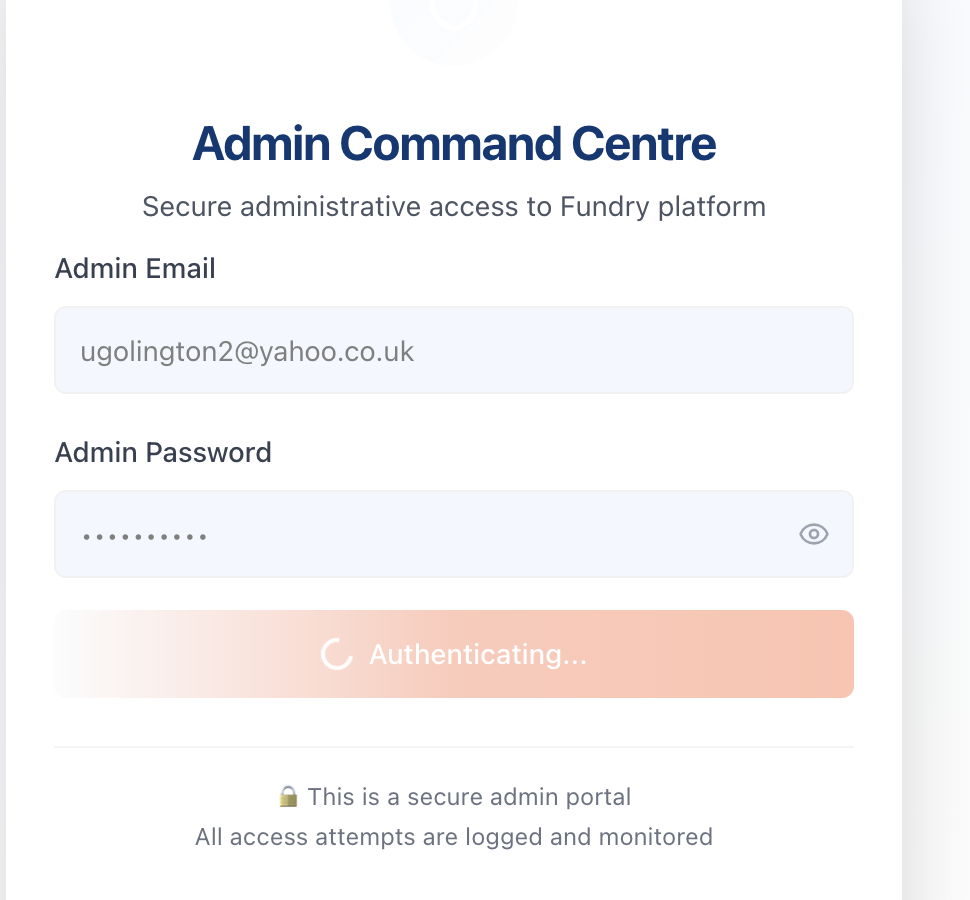 Admin Command Centre
Secure administrative access to Fundry platform
Admin Email
ugolington2@yahoo.co.uk
Admin Password
••••••••••
Authenticating...
🔒 This is a secure admin portal
All access attempts are logged and monitored